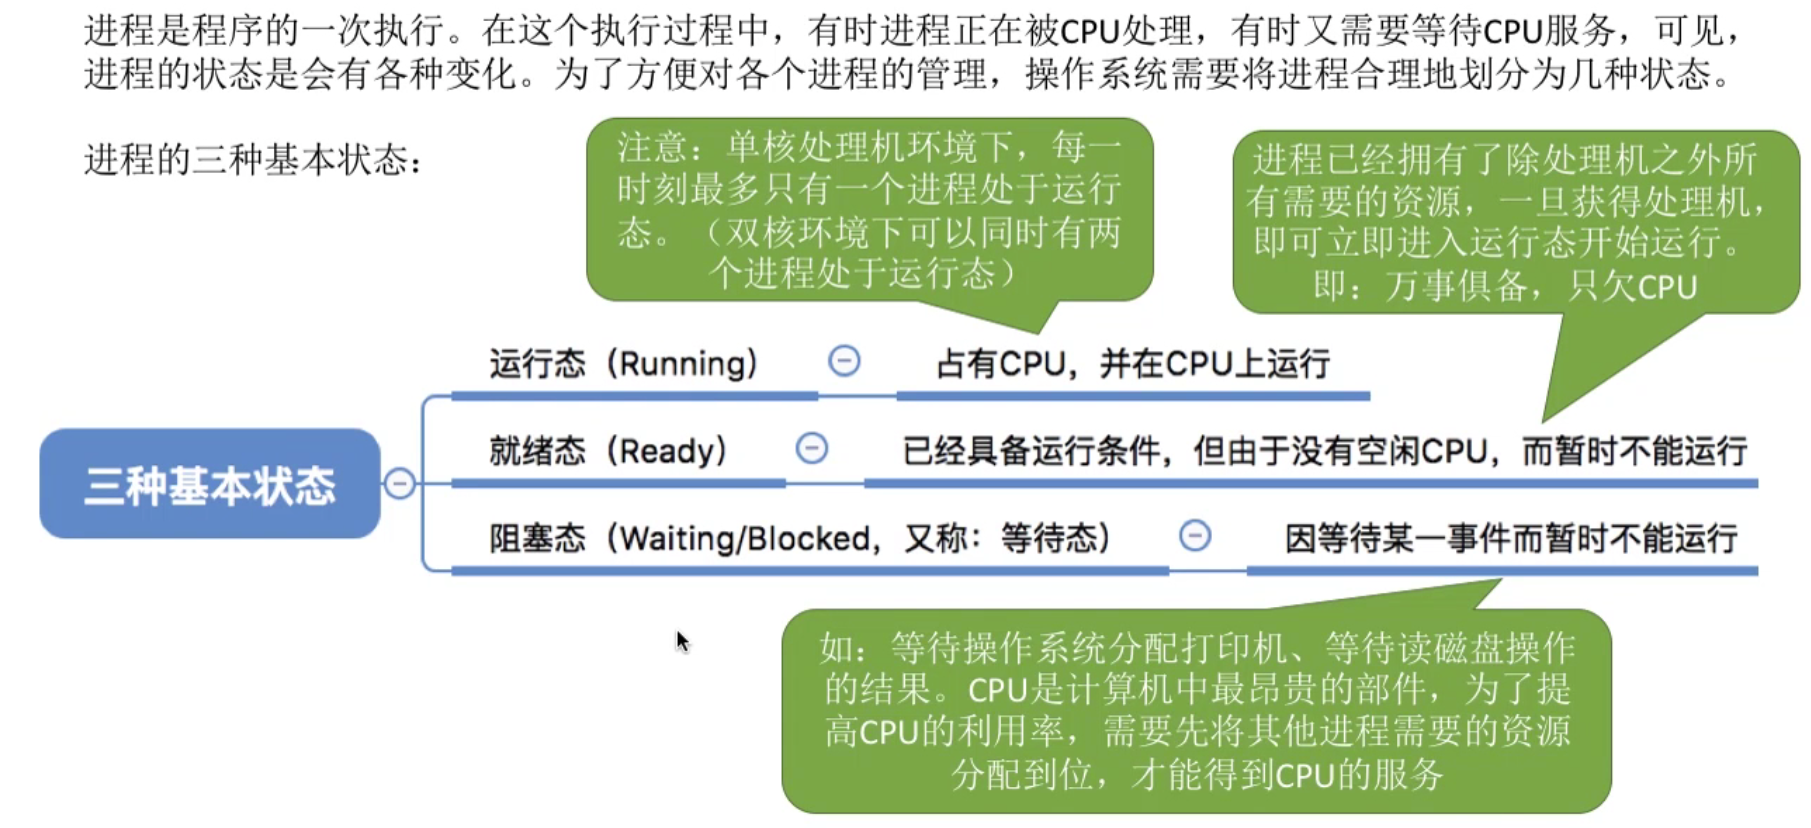 进程是程序的一次执行。在这个执行过程中，有时进程正在被CPU处理，有时又需要等待CPU服务，可见，
进程的状态是会有各种变化。为了方便对各个进程的管理，操作系统需要将进程合理地划分为几种状态。
进程的三种基本状态：
注意：单核处理机环境下，每一
时刻最多只有一个进程处于运行
态。（双核环境下可以同时有两
个进程处于运行态）
进程已经拥有了除处理机之外所
有需要的资源，一旦获得处理机，
即可立即进入运行态开始运行。
即：万事俱备，只欠CPU
三种基本状态
运行态（Running）
占有CPU，并在CPU上运行
就绪态（Ready）
已经具备运行条件，但由于没有空闲CPU，而暂时不能运行
阻塞态（Waiting/Blocked，又称：等待态）
因等待某一事件而暂时不能运行
如：等待操作系统分配打印机、等待读磁盘操作
的结果。CPU是计算机中最昂贵的部件，为了提
高CPU的利用率，需要先将其他进程需要的资源
分配到位，才能得到CPU的服务